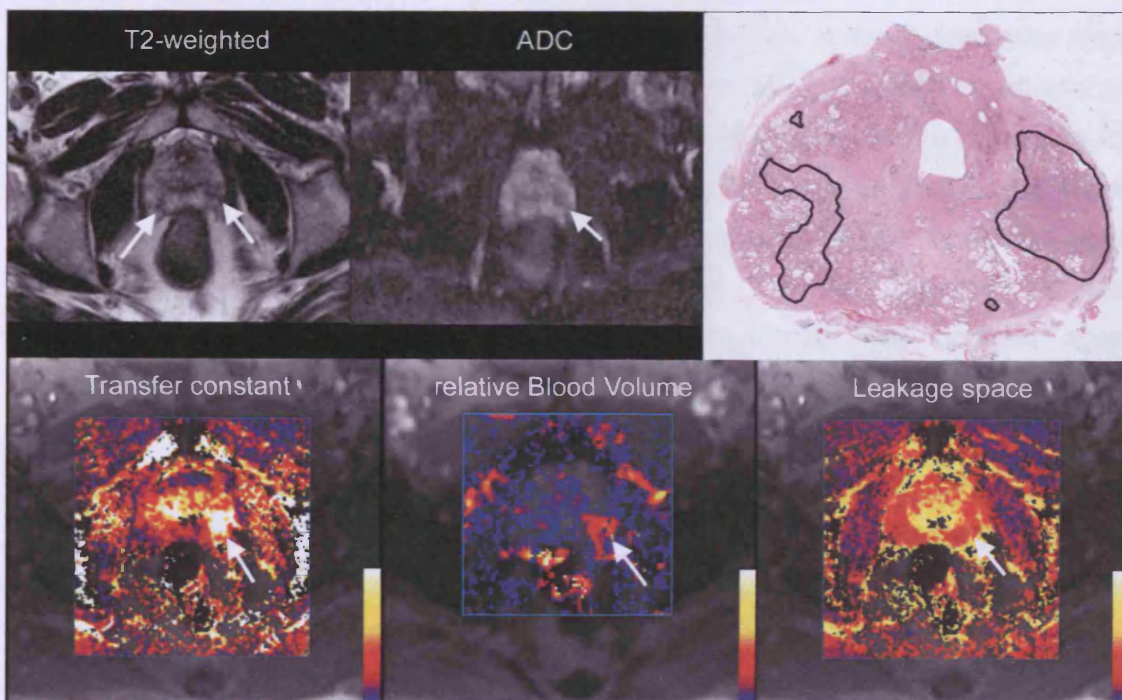 T2-weighted
ADC
Transfer constant
relative Blood Volume
Leakage space